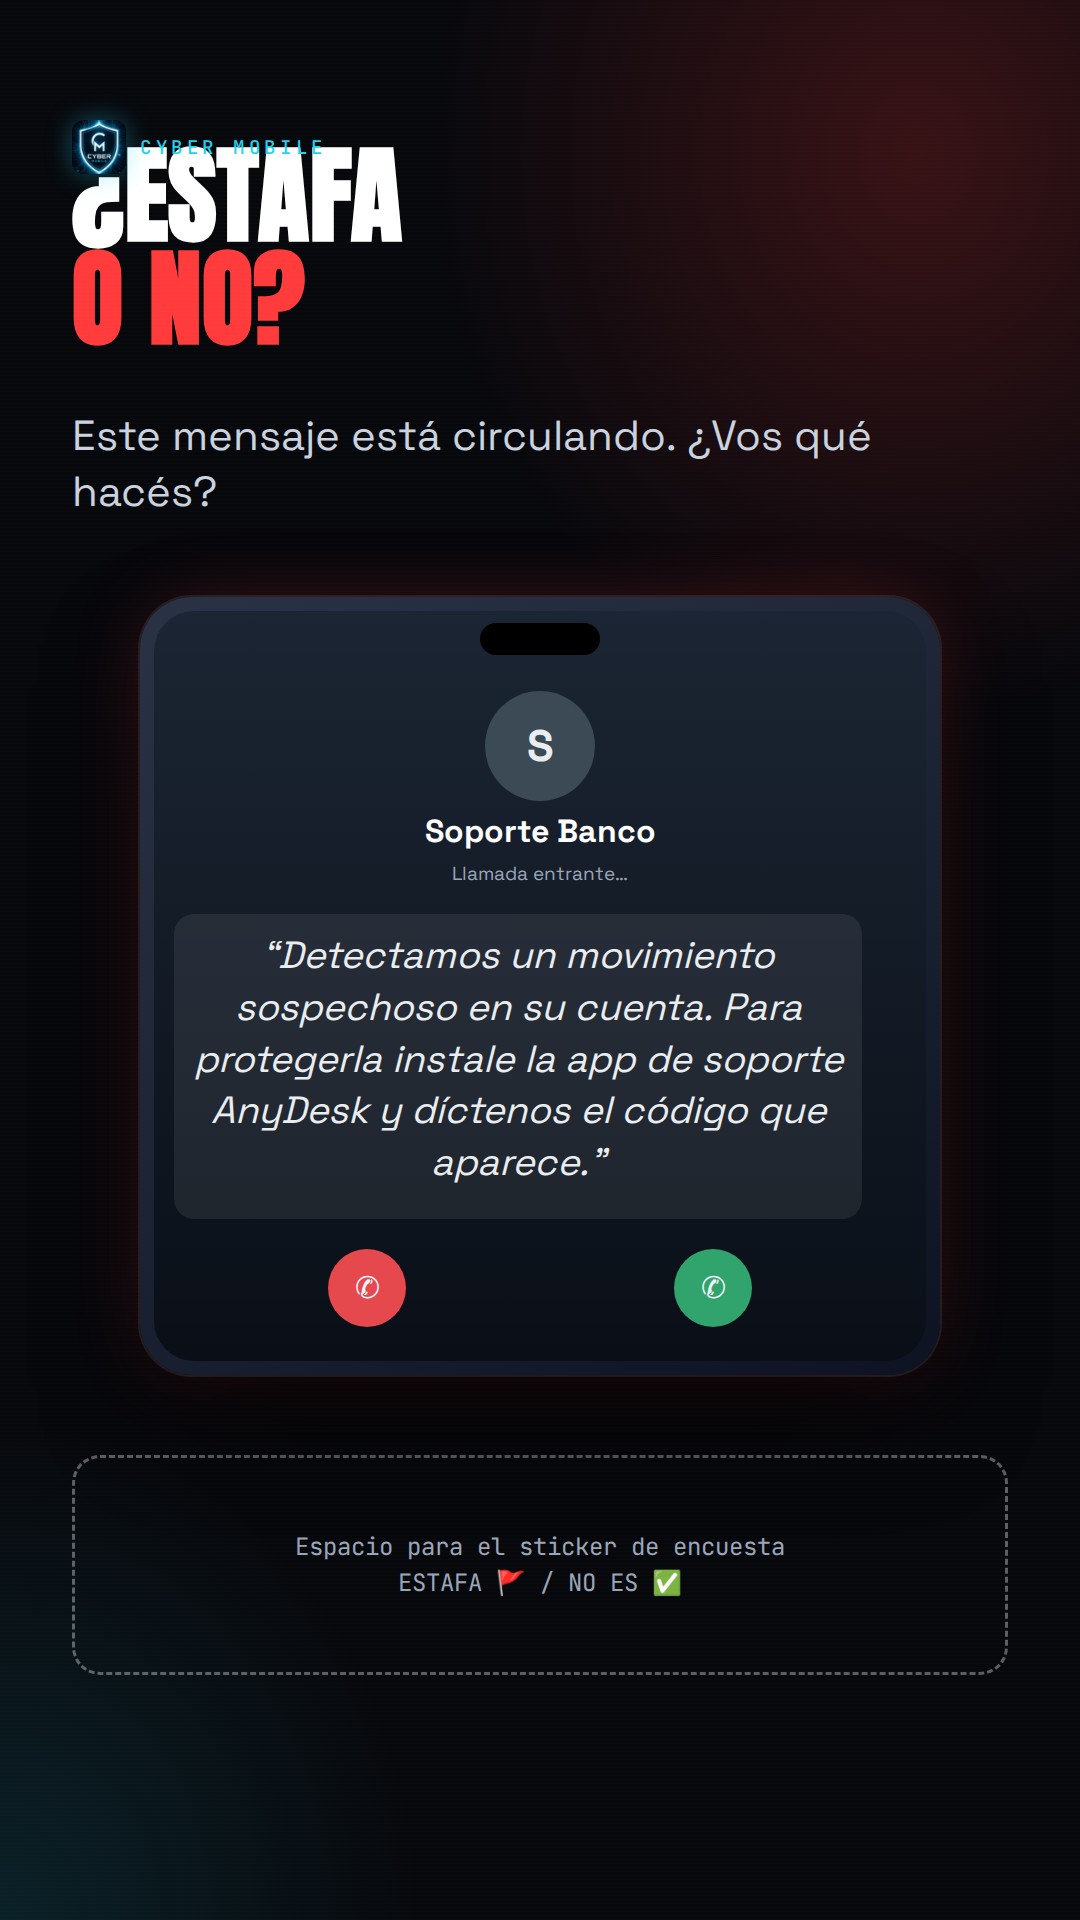 CYBER MOBILE
¿ESTAFA
O NO?
Este mensaje está circulando. ¿Vos qué
hacés?
S
Soporte Banco
Llamada entrante...
“Detectamos un movimiento
sospechoso en su cuenta. Para
protegerla instale la app de soporte
AnyDesk y díctenos el código que
aparece.”
✆ ✆
Espacio para el sticker de encuesta
ESTAFA 🚩 / NO ES ✅